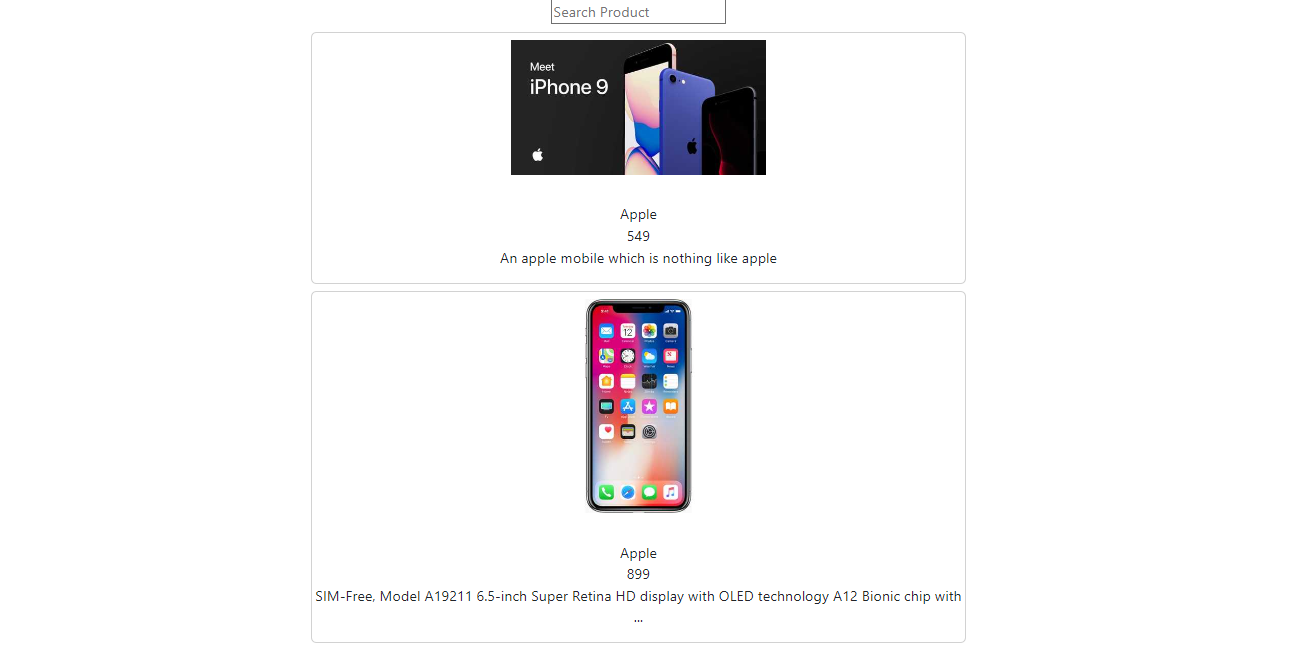 Search Product
Meet
iPhone 9
Apple
549
An apple mobile which is nothing like apple
12
Apple
899
SIM-Free, Model A19211 6.5-inch Super Retina HD display with OLED technology A12 Bionic chip with
...